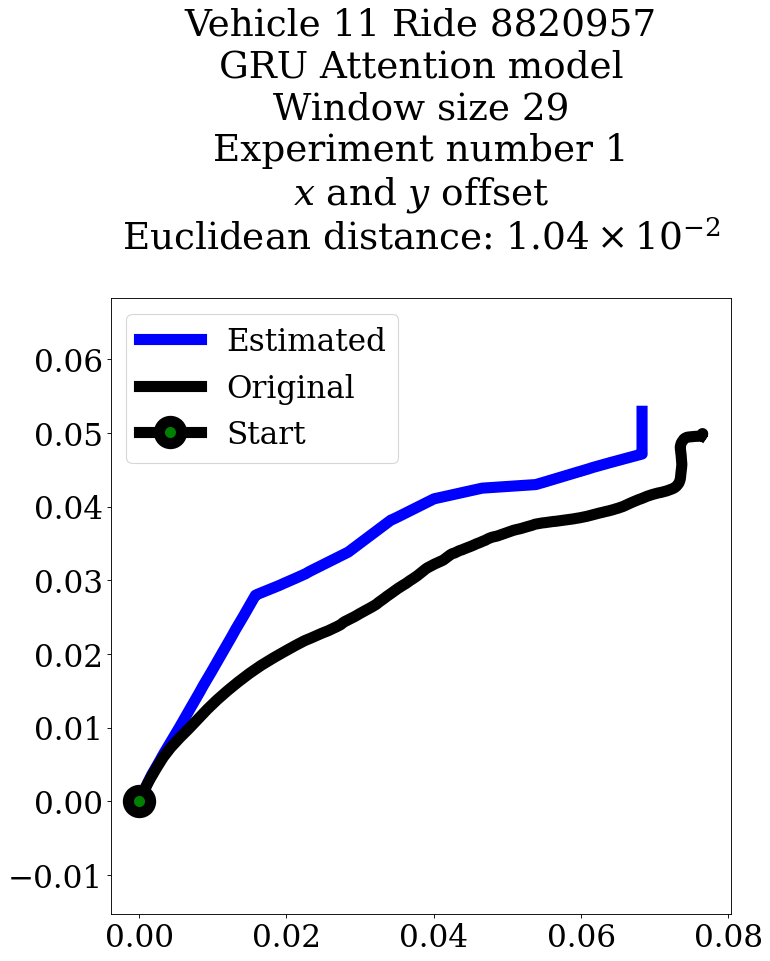 Vehicle 11 Ride 8820957
GRU Attention model
Window size 29
Experiment number 1
x and y offset
Euclidean distance: 1.04 × 10⁻²
Estimated
Original
Start
0.06
0.05
0.04
0.03
0.02
0.01
0.00
−0.01
0.00 0.02 0.04 0.06 0.08